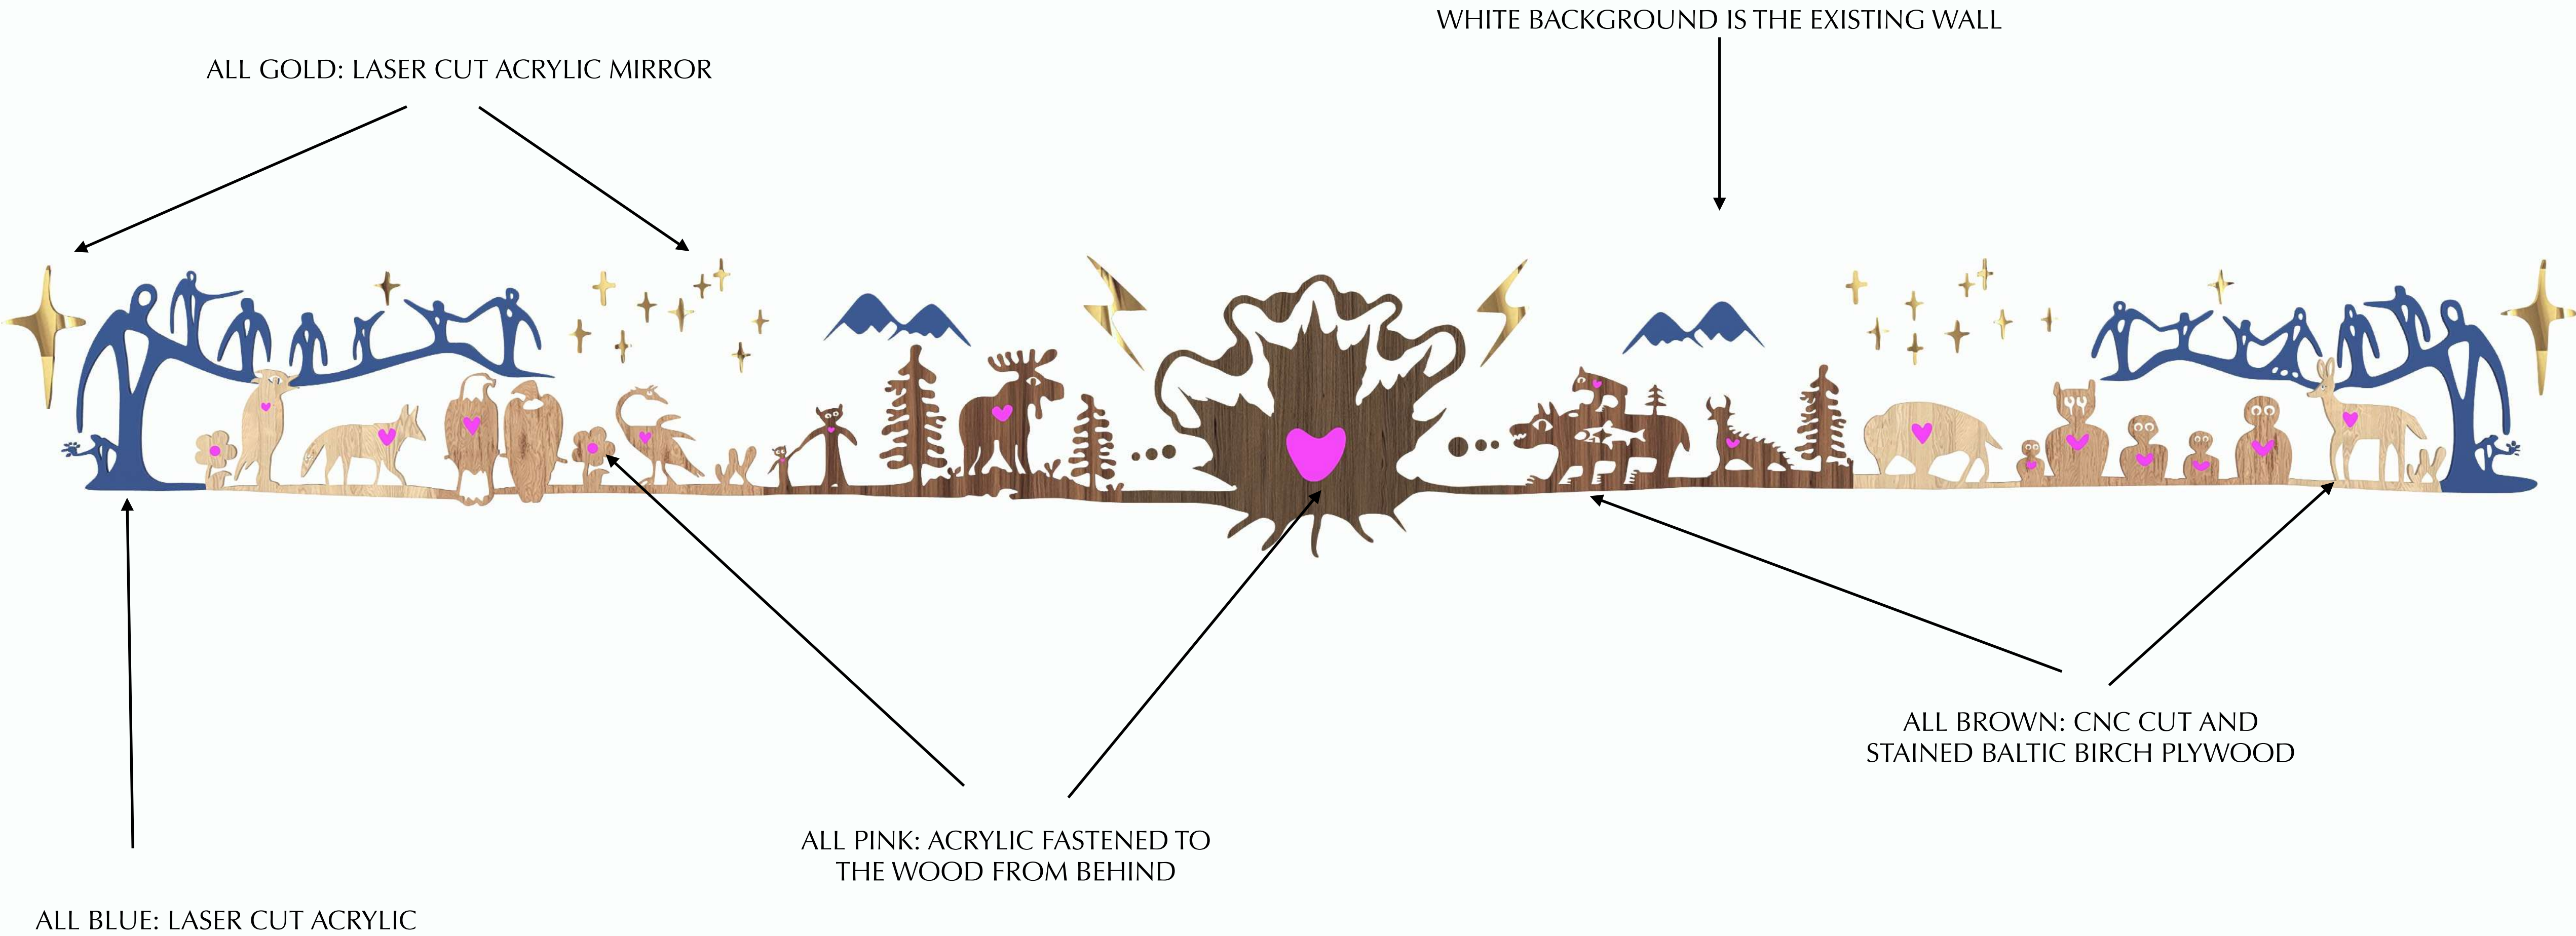 WHITE BACKGROUND IS THE EXISTING WALL
ALL GOLD: LASER CUT ACRYLIC MIRROR
ALL BROWN: CNC CUT AND
STAINED BALTIC BIRCH PLYWOOD
ALL PINK: ACRYLIC FASTENED TO
THE WOOD FROM BEHIND
ALL BLUE: LASER CUT ACRYLIC